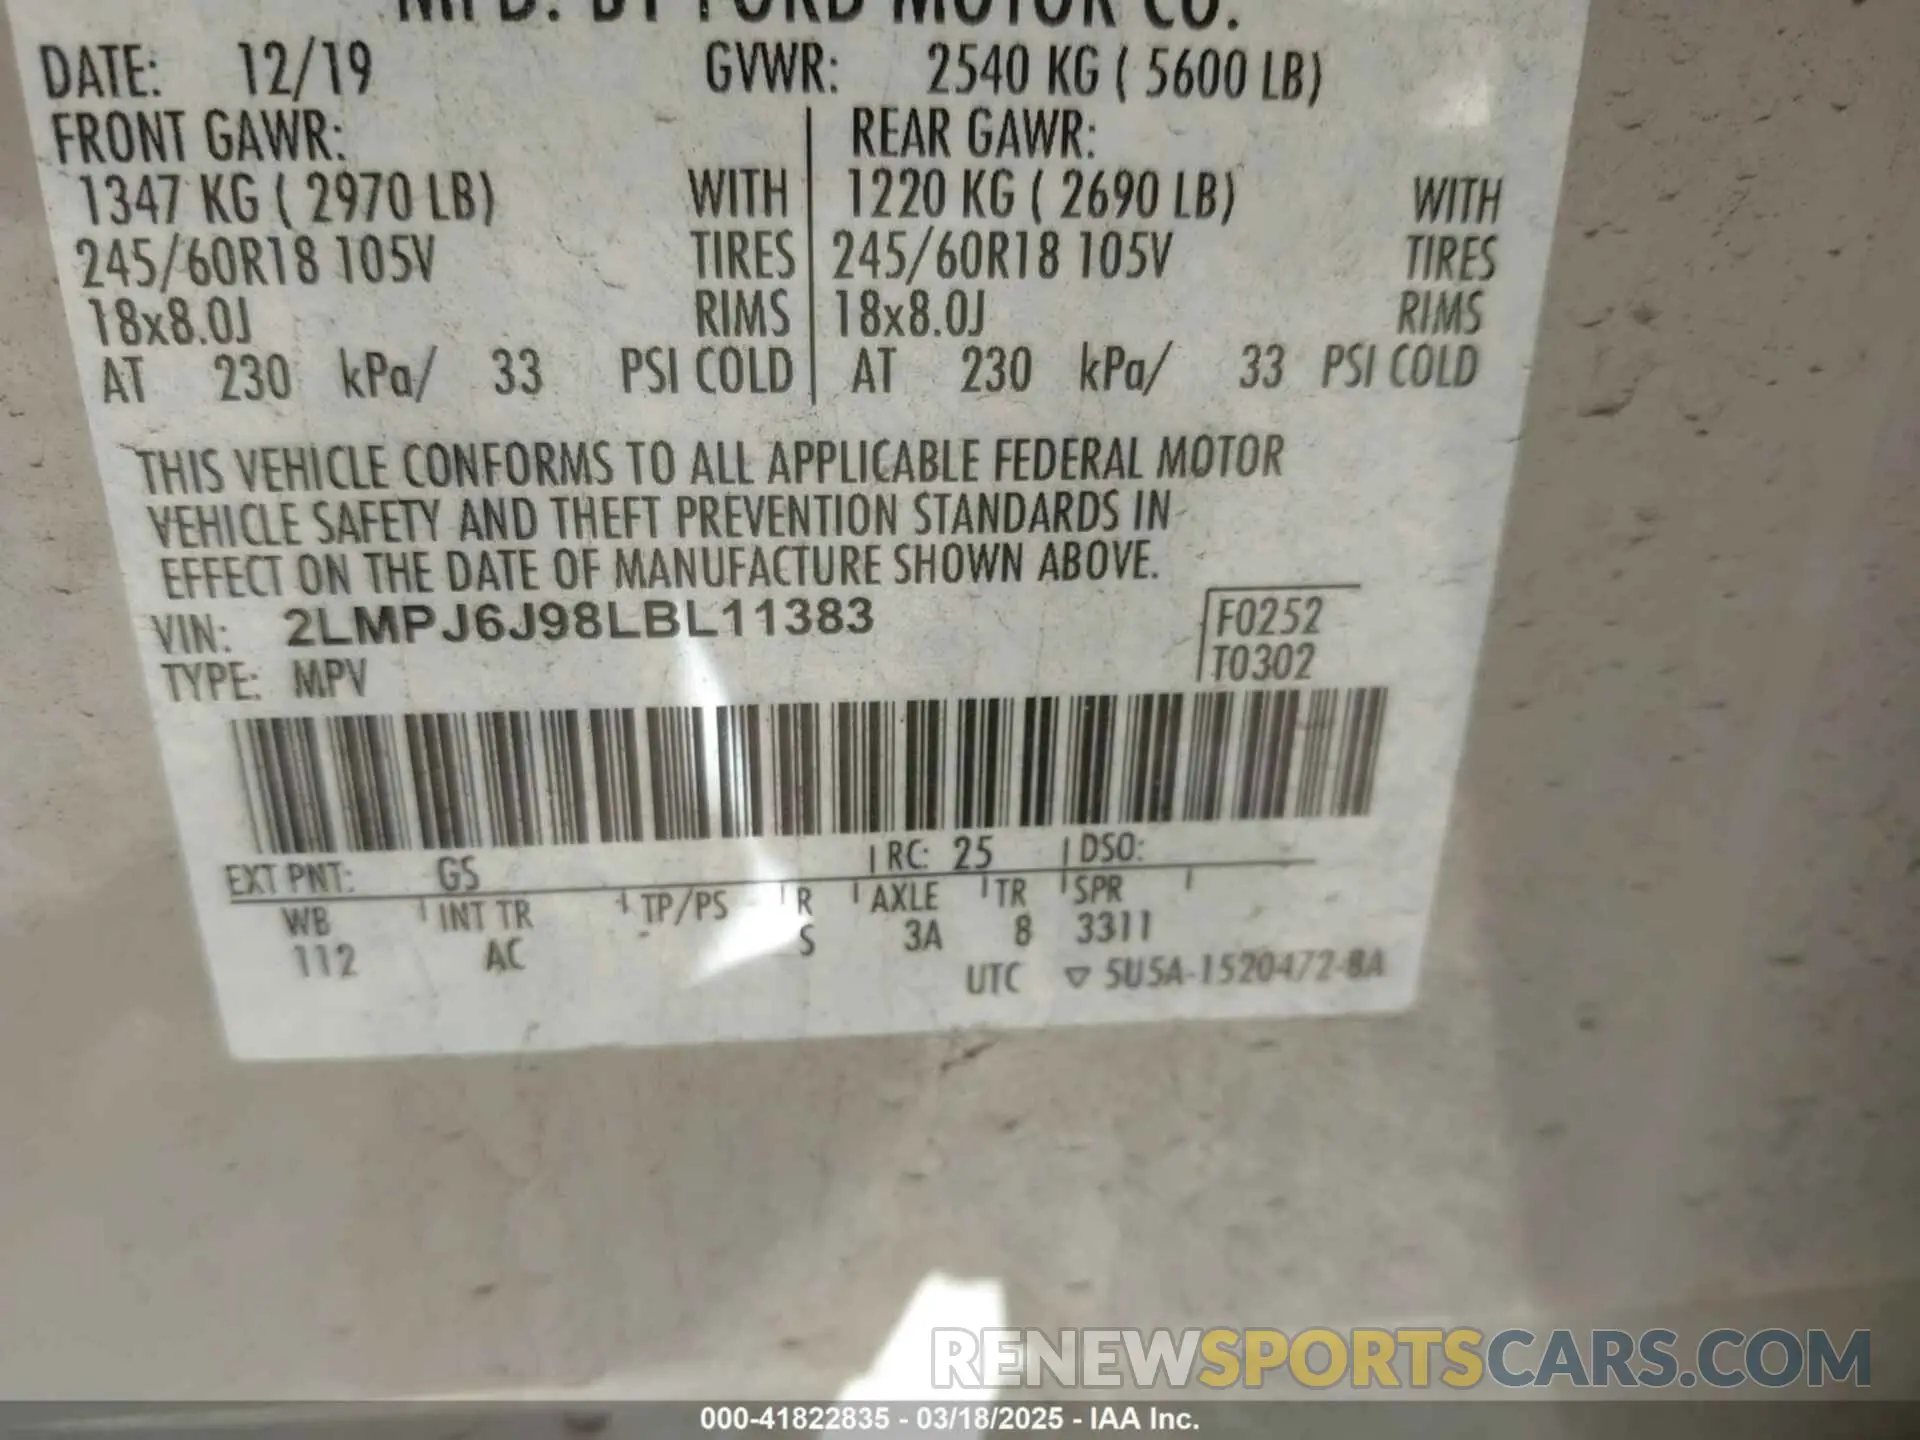 MFD. BY FORD MOTOR CO.
DATE: 12/19 GVWR: 2540 KG ( 5600 LB)
FRONT GAWR: REAR GAWR:
1347 KG ( 2970 LB) WITH 1220 KG ( 2690 LB) WITH
245/60R18 105V TIRES 245/60R18 105V TIRES
18x8.0J RIMS 18x8.0J RIMS
AT 230 kPa/ 33 PSI COLD AT 230 kPa/ 33 PSI COLD
THIS VEHICLE CONFORMS TO ALL APPLICABLE FEDERAL MOTOR
VEHICLE SAFETY AND THEFT PREVENTION STANDARDS IN
EFFECT ON THE DATE OF MANUFACTURE SHOWN ABOVE.
VIN: 2LMPJ6J98LBL11383 F0252
TYPE: MPV T0302
EXT PNT: GS RC: 25 DSO:
WB INT TR TP/PS R AXLE TR SPR
112 AC S 3A 8 3311
UTC ▽ 5U5A-1520472-BA
RENEWSPORTSCARS.COM
000-41822835 - 03/18/2025 - IAA Inc.